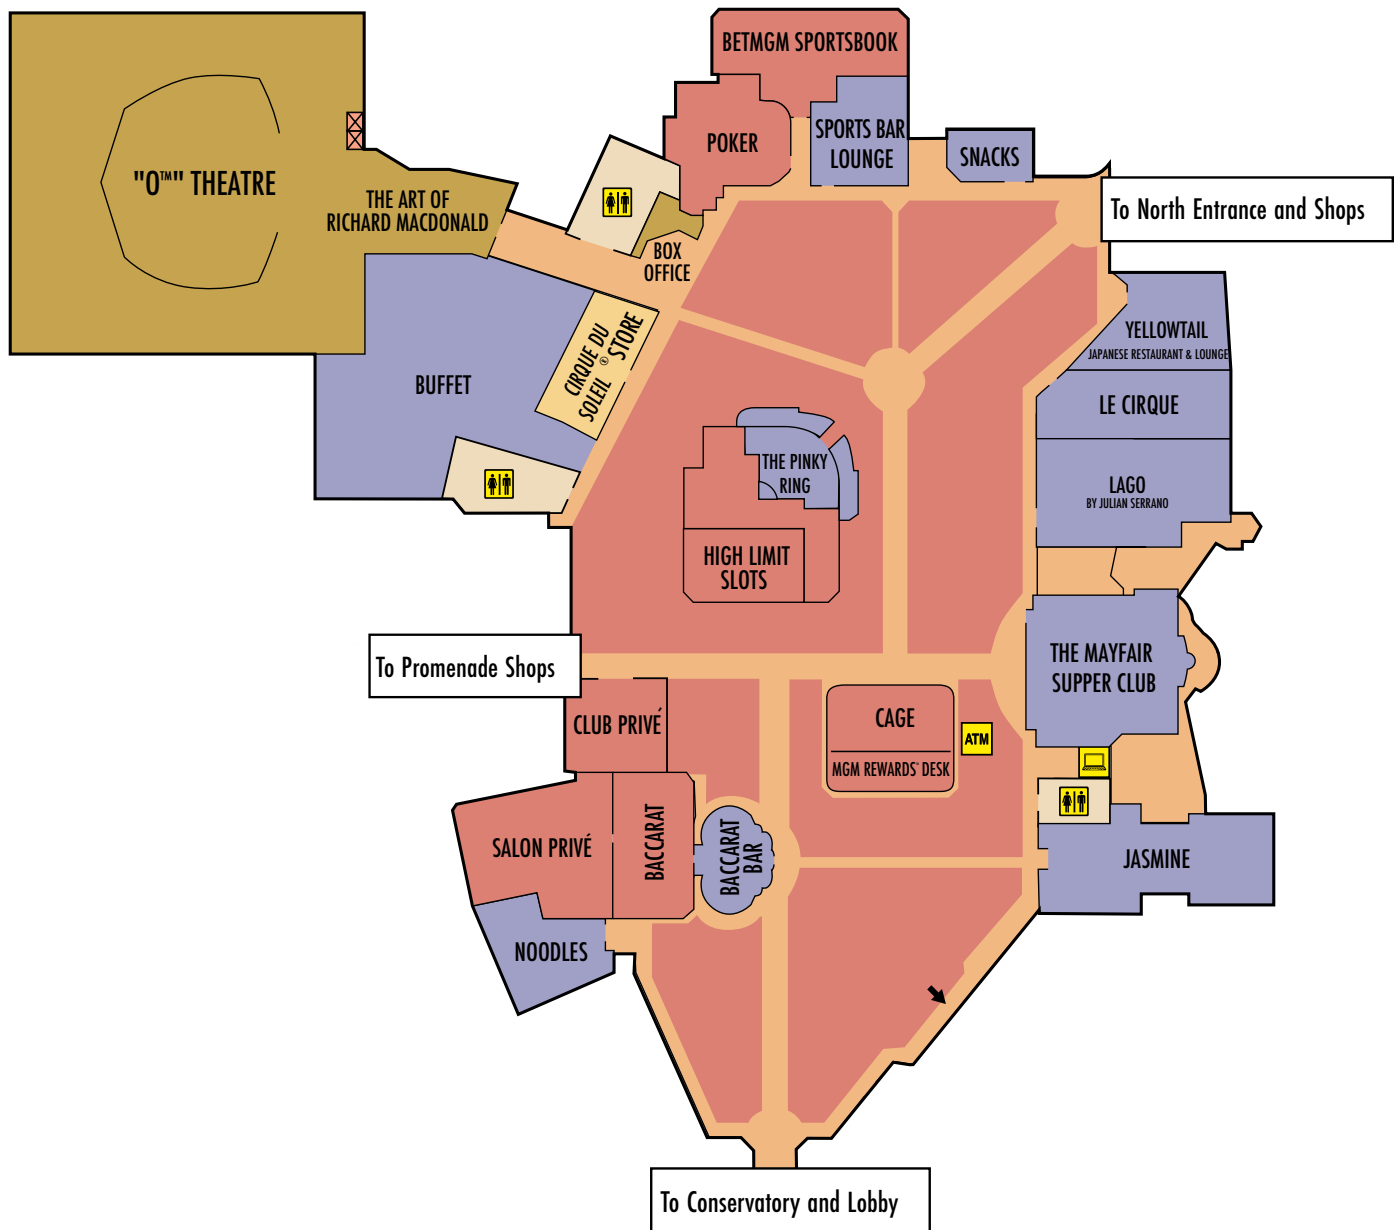 BETMGM SPORTSBOOK
POKER
SPORTS BAR
LOUNGE
SNACKS
"O™" THEATRE
THE ART OF
RICHARD MACDONALD
To North Entrance and Shops
BOX
OFFICE
YELLOWTAIL
JAPANESE RESTAURANT & LOUNGE
CIRQUE DU
SOLEIL® STORE
BUFFET
LE CIRQUE
THE PINKY
RING
LAGO
BY JULIAN SERRANO
HIGH LIMIT
SLOTS
To Promenade Shops
THE MAYFAIR
SUPPER CLUB
CLUB PRIVÉ
CAGE
ATM
MGM REWARDS™ DESK
SALON PRIVÉ
BACCARAT
BACCARAT
BAR
JASMINE
NOODLES
To Conservatory and Lobby